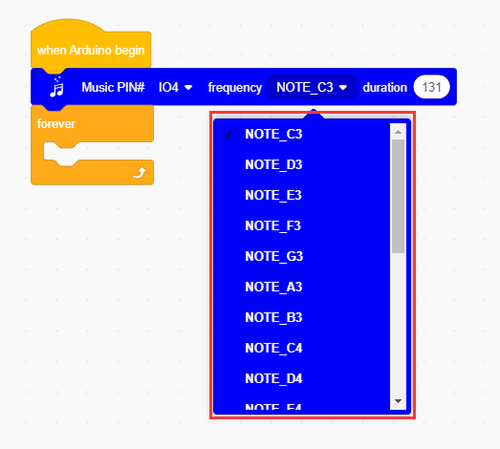 when Arduino begin
Music PIN# IO4 frequency NOTE_C3 duration 131
forever
NOTE_C3
NOTE_D3
NOTE_E3
NOTE_F3
NOTE_G3
NOTE_A3
NOTE_B3
NOTE_C4
NOTE_D4
NOTE_E4